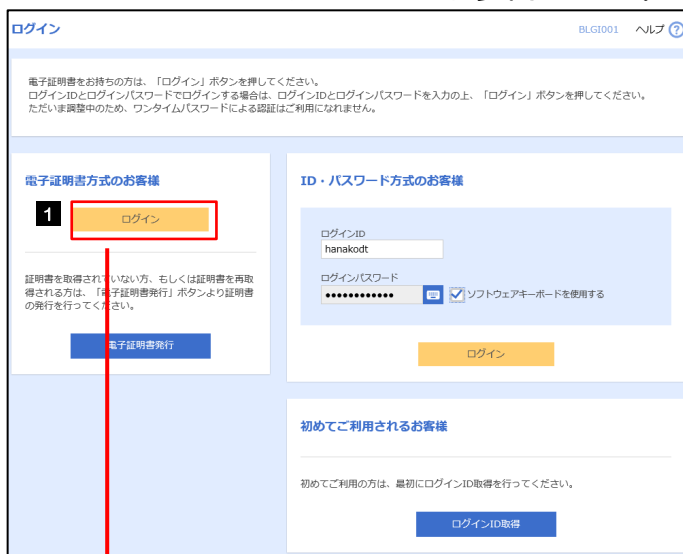 ログイン
BLGI001 ヘルプ ?
電子証明書をお持ちの方は、「ログイン」ボタンを押してください。
ログインIDとログインパスワードでログインする場合は、ログインIDとログインパスワードを入力の上、「ログイン」ボタンを押してください。
ただいま調整中のため、ワンタイムパスワードによる認証はご利用になれません。
電子証明書方式のお客様
1 ログイン
証明書を取得されていない方、もしくは証明書を再取
得される方は、「電子証明書発行」ボタンより証明書
の発行を行ってください。
電子証明書発行
ID・パスワード方式のお客様
ログインID
hanakodt
ログインパスワード
●●●●●●●●●●●● ソフトウェアキーボードを使用する
ログイン
初めてご利用されるお客様
初めてご利用の方は、最初にログインID取得を行ってください。
ログインID取得